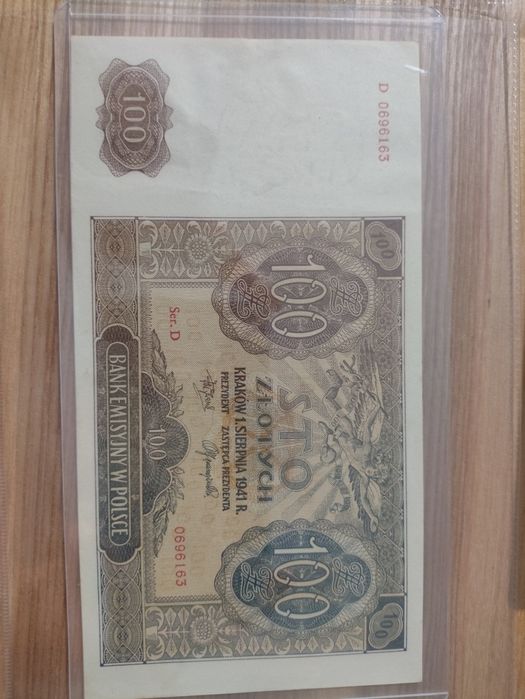 D 0696163
100
100
100
100
100
STO
ZŁOTYCH
KRAKÓW 1. SIERPNIA 1941 R.
PREZYDENT ZASTĘPCA PREZYDENTA
Ser. D
0696163
100
BANK EMISYJNY W POLSCE